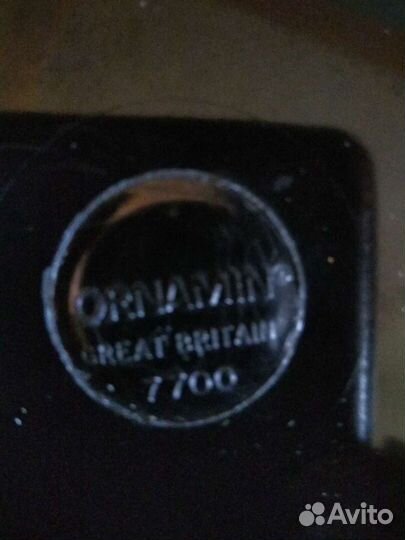 ORNAMIN
GREAT BRITAIN
7700
Avito